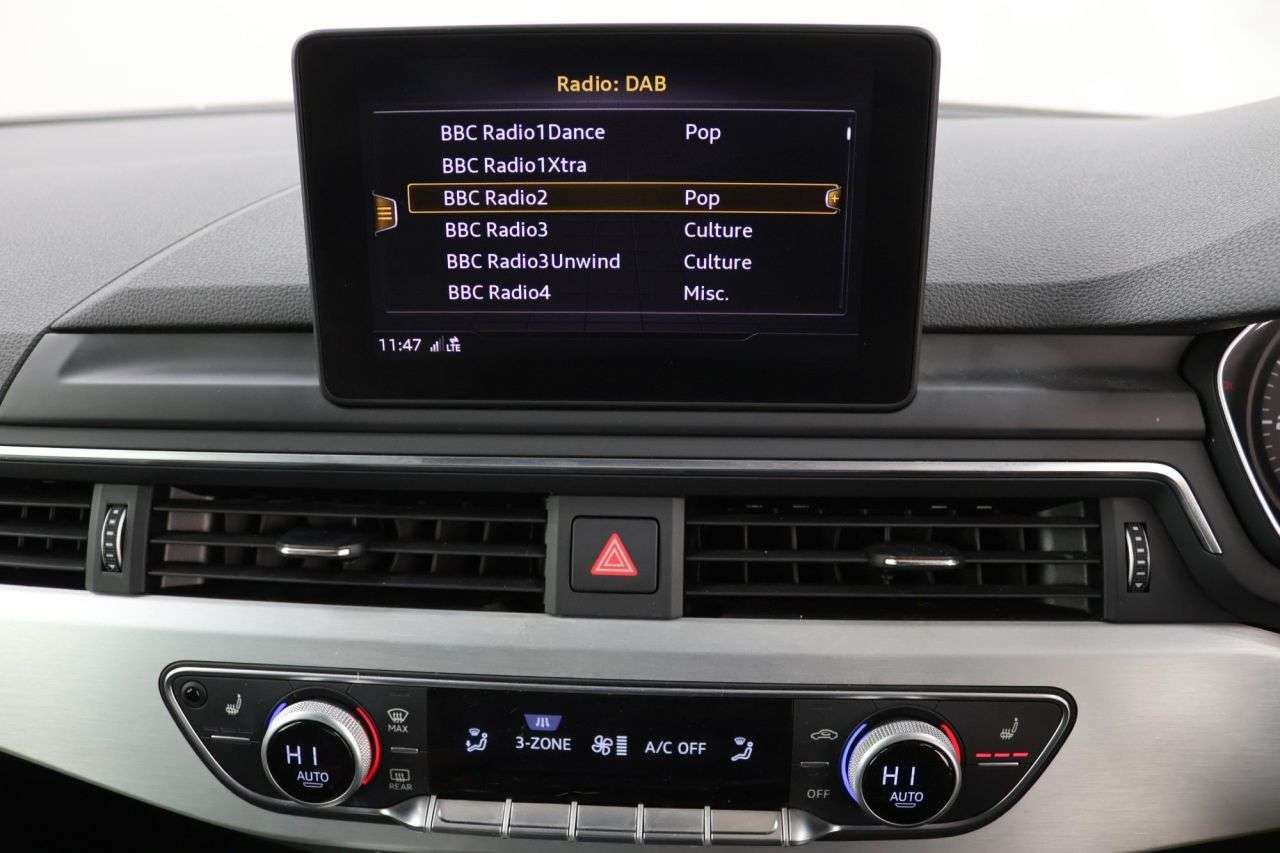 Radio: DAB
BBC Radio1Dance Pop
BBC Radio1Xtra
BBC Radio2 Pop
BBC Radio3 Culture
BBC Radio3Unwind Culture
BBC Radio4 Misc.
11:47 LTE
HI
AUTO
MAX
REAR
3-ZONE
A/C OFF
OFF
HI
AUTO